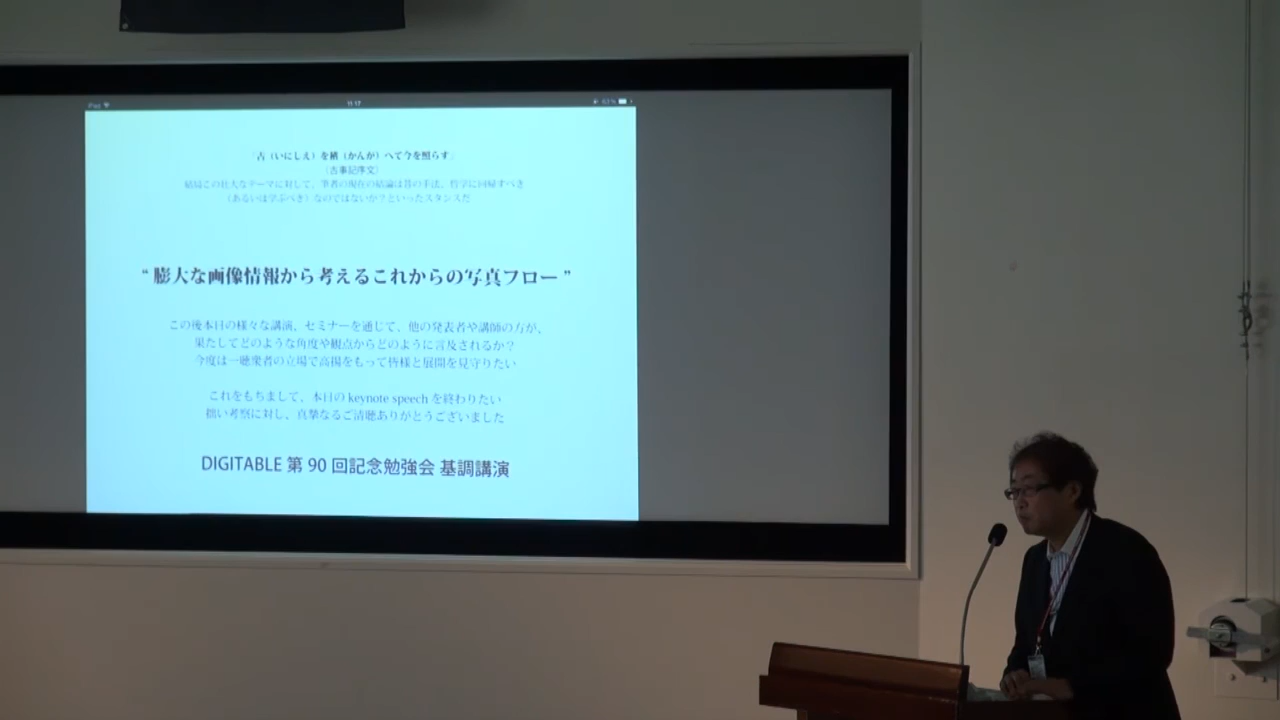 iPad 11:17 63%
「古（いにしえ）を稽（かんが）へて今を照らす」
（古事記序文）
結局この壮大なテーマに対して、筆者の現在の結論は昔の手法、哲学に回帰すべき
（あるいは学ぶべき）なのではないか？といったスタンスだ
“膨大な画像情報から考えるこれからの写真フロー”
この後本日の様々な講演、セミナーを通じて、他の発表者や講師の方が、
果たしてどのような角度や観点からどのように言及されるか？
今度は一聴衆者の立場で高揚をもって皆様と展開を見守りたい
これをもちまして、本日の keynote speech を終わりたい
拙い考察に対し、真摯なるご清聴ありがとうございました
DIGITABLE 第 90 回記念勉強会 基調講演